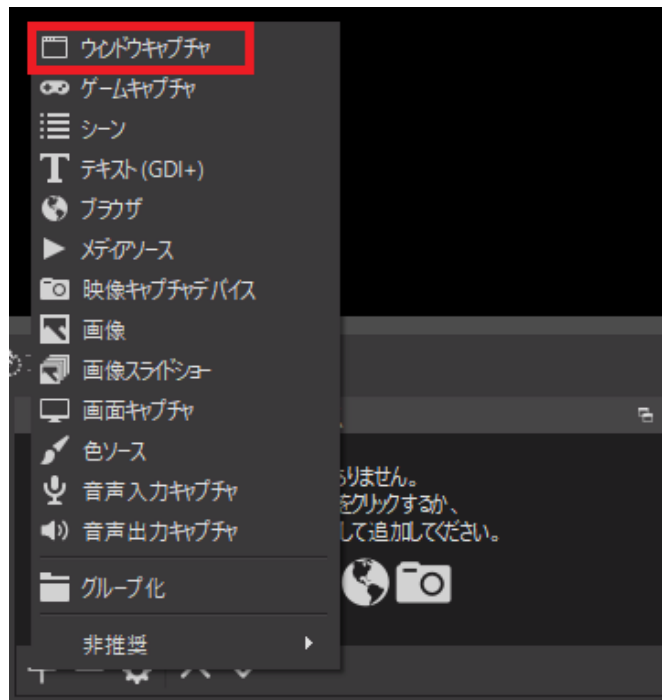 ウィンドウキャプチャ
ゲームキャプチャ
シーン
テキスト (GDI+)
ブラウザ
メディアソース
映像キャプチャデバイス
画像
画像スライドショー
画面キャプチャ
色ソース
音声入力キャプチャ
音声出力キャプチャ
グループ化
非推奨
りません。
をクリックするか、
して追加してください。